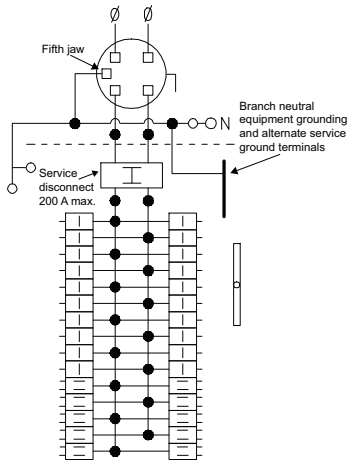 Ø Ø
Fifth jaw
N
Branch neutral
equipment grounding
and alternate service
ground terminals
Service
disconnect
200 A max.